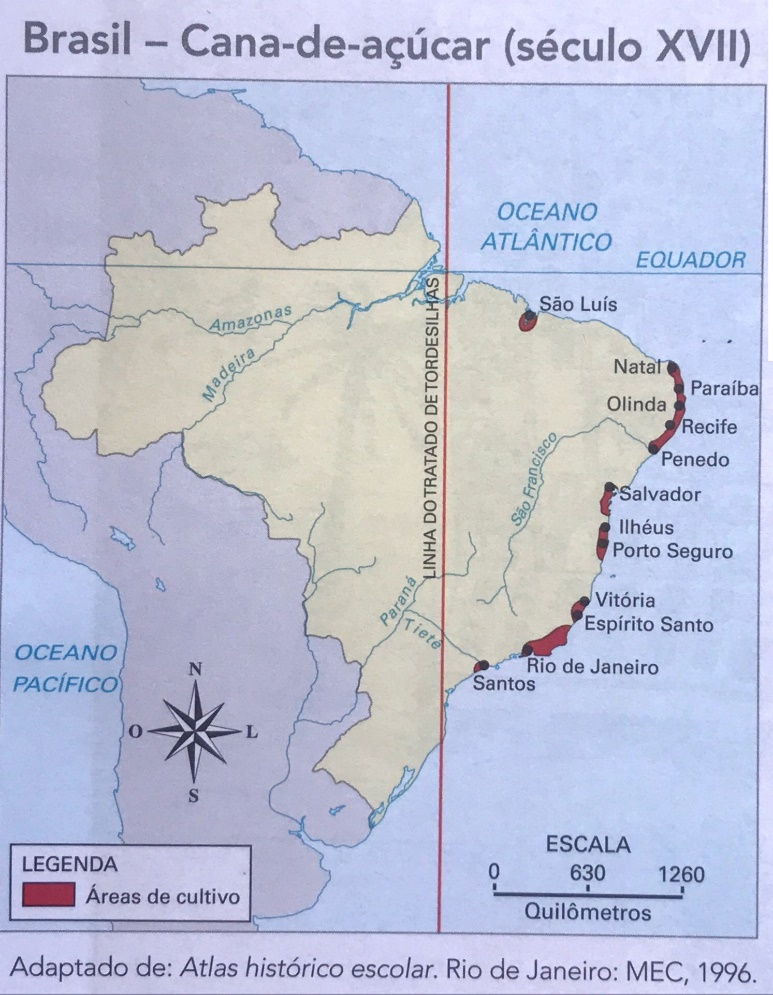 Brasil – Cana-de-açúcar (século XVII)
OCEANO
ATLÂNTICO
EQUADOR
São Luís
Amazonas
Madeira
LINHA DO TRATADO DE TORDESILHAS
Natal
Paraíba
Olinda
Recife
Penedo
São Francisco
Salvador
Ilhéus
Porto Seguro
Paraná
Tietê
Vitória
Espírito Santo
Rio de Janeiro
Santos
OCEANO
PACÍFICO
N
O
L
S
LEGENDA
Áreas de cultivo
ESCALA
0 630 1260
Quilômetros
Adaptado de: Atlas histórico escolar. Rio de Janeiro: MEC, 1996.